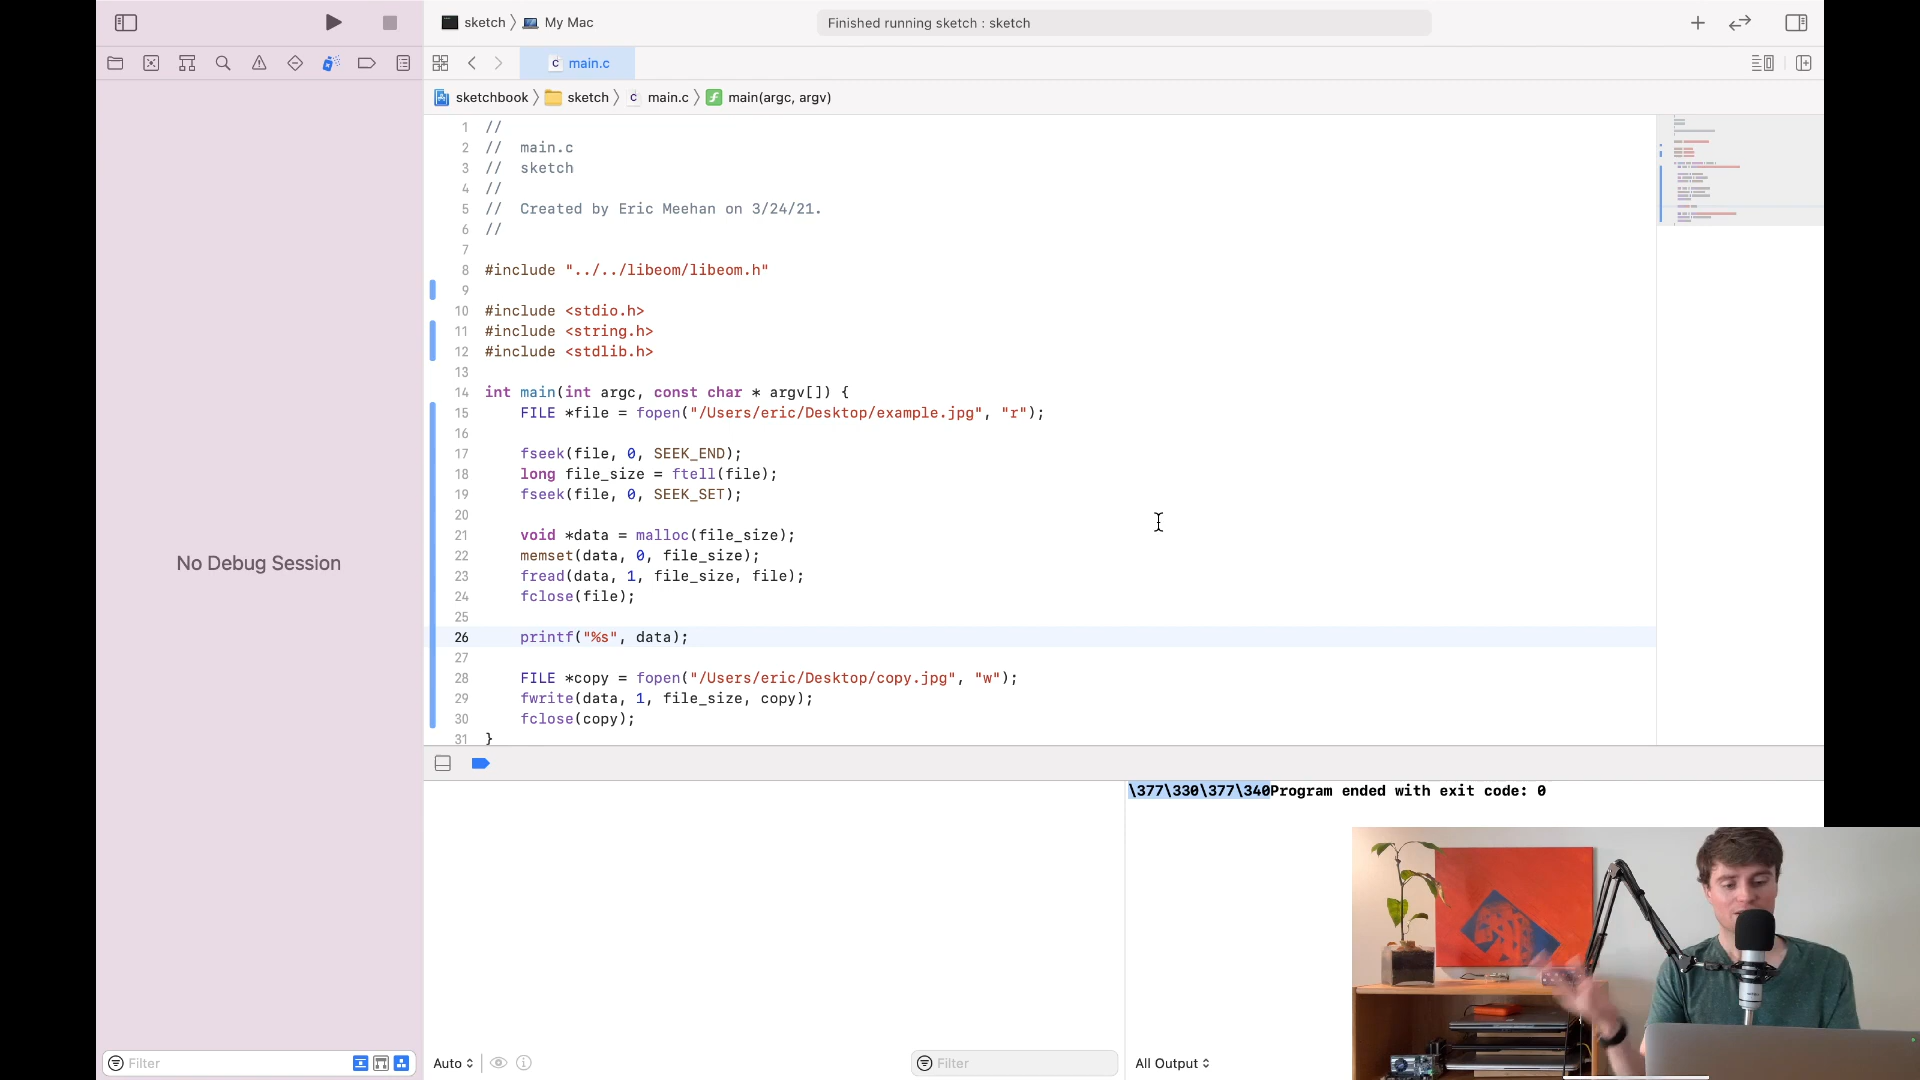 sketch 〉 My Mac
Finished running sketch : sketch
main.c
sketchbook 〉 sketch 〉 main.c 〉 main(argc, argv)
1 //
2 //  main.c
3 //  sketch
4 //
5 //  Created by Eric Meehan on 3/24/21.
6 //
7
8 #include "../../libeom/libeom.h"
9
10 #include <stdio.h>
11 #include <string.h>
12 #include <stdlib.h>
13
14 int main(int argc, const char * argv[]) {
15     FILE *file = fopen("/Users/eric/Desktop/example.jpg", "r");
16
17     fseek(file, 0, SEEK_END);
18     long file_size = ftell(file);
19     fseek(file, 0, SEEK_SET);
20
21     void *data = malloc(file_size);
22     memset(data, 0, file_size);
23     fread(data, 1, file_size, file);
24     fclose(file);
25
26     printf("%s", data);
27
28     FILE *copy = fopen("/Users/eric/Desktop/copy.jpg", "w");
29     fwrite(data, 1, file_size, copy);
30     fclose(copy);
31 }
No Debug Session
\377\330\377\340Program ended with exit code: 0
Filter
Auto
Filter
All Output